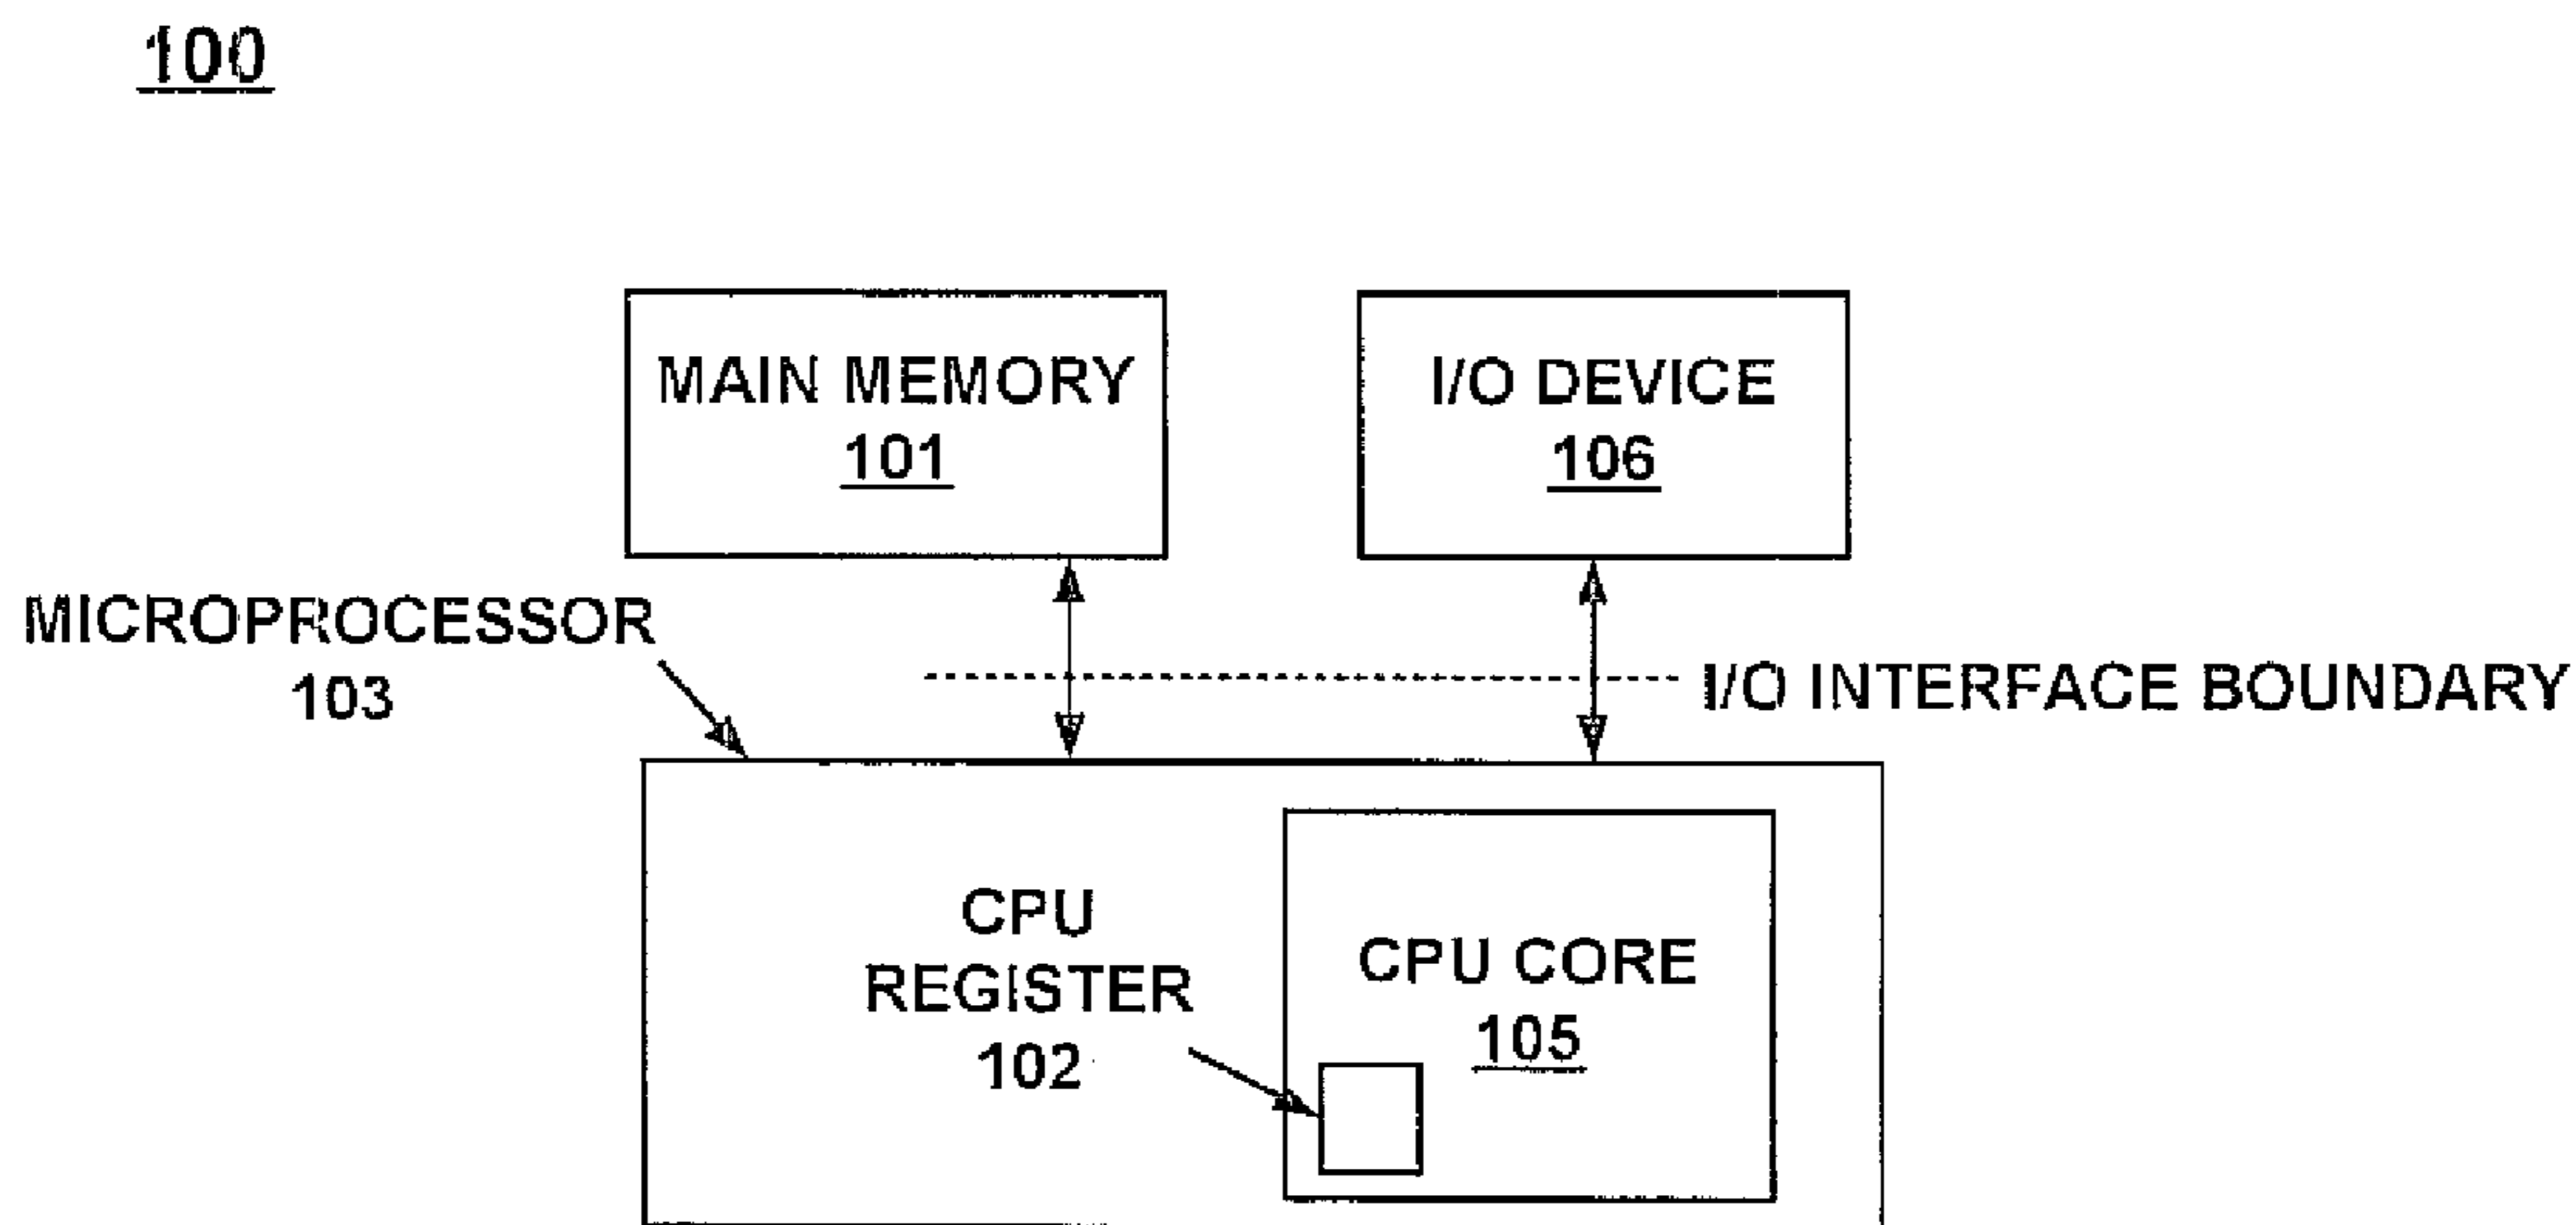 100
MAIN MEMORY
101
I/O DEVICE
106
MICROPROCESSOR
103
I/O INTERFACE BOUNDARY
CPU
REGISTER
102
CPU CORE
105